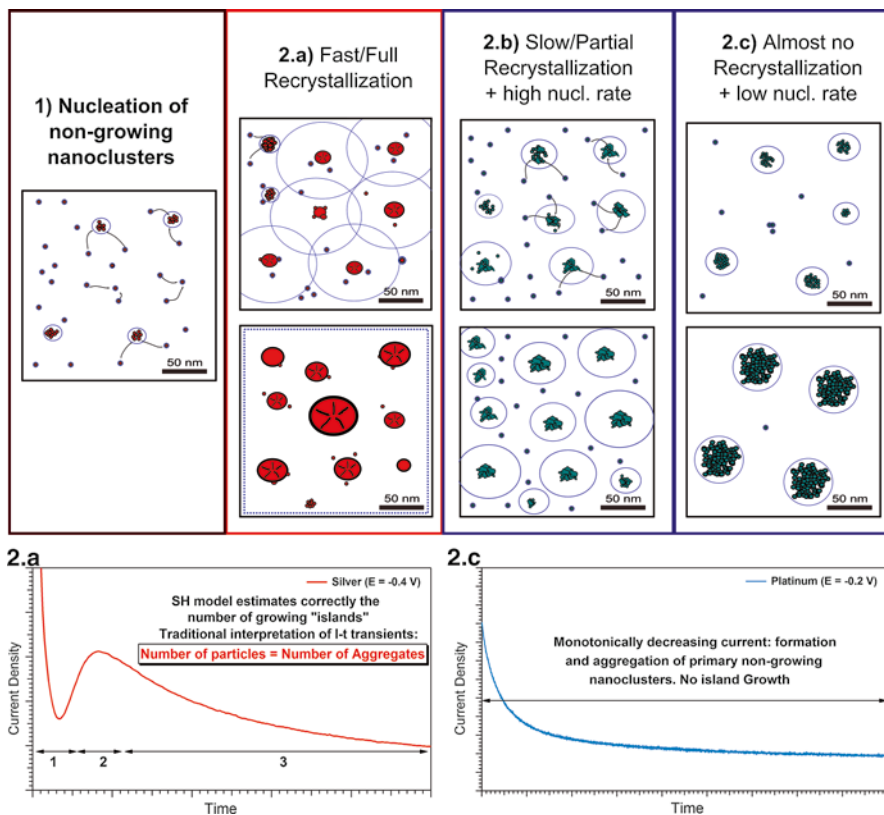 1) Nucleation of
non-growing
nanoclusters
50 nm
2.a) Fast/Full
Recrystallization
50 nm
50 nm
2.b) Slow/Partial
Recrystallization
+ high nucl. rate
50 nm
50 nm
2.c) Almost no
Recrystallization
+ low nucl. rate
50 nm
50 nm
2.a
Silver (E = -0.4 V)
SH model estimates correctly the
number of growing "islands"
Traditional interpretation of I-t transients:
Number of particles = Number of Aggregates
1 2 3
Current Density
Time
2.c
Platinum (E = -0.2 V)
Monotonically decreasing current: formation
and aggregation of primary non-growing
nanoclusters. No island Growth
Current Density
Time